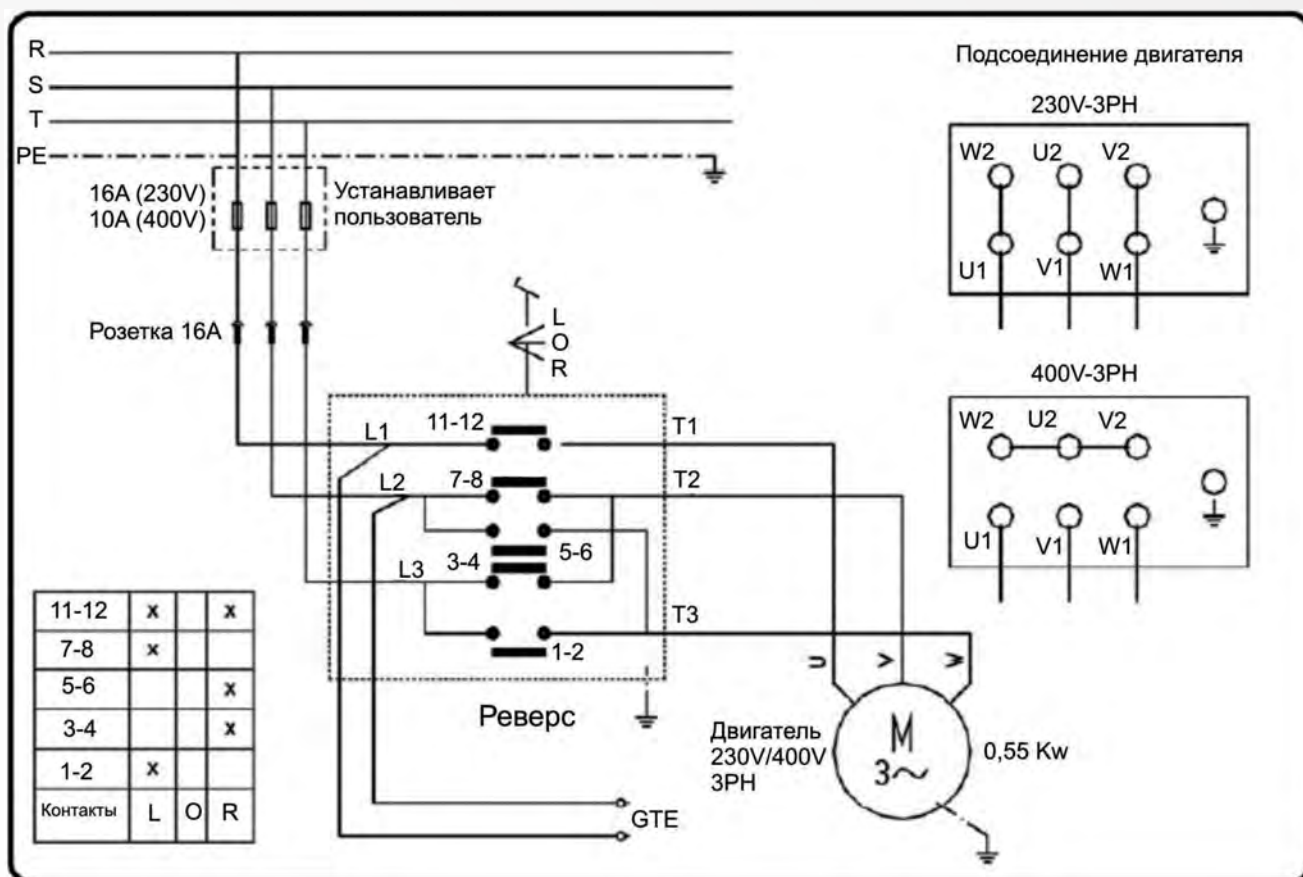 R
S
T
PE
16A (230V)
10A (400V)
Устанавливает
пользователь
Розетка 16A
L
O
R
L1
11-12
T1
L2
7-8
T2
5-6
3-4
L3
T3
1-2
Реверс
U
V
W
M
3~
Двигатель
230V/400V
3PH
0,55 Kw
GTE
11-12 x x
7-8 x
5-6 x
3-4 x
1-2 x
Контакты L O R
Подсоединение двигателя
230V-3PH
W2 U2 V2
U1 V1 W1
400V-3PH
W2 U2 V2
U1 V1 W1